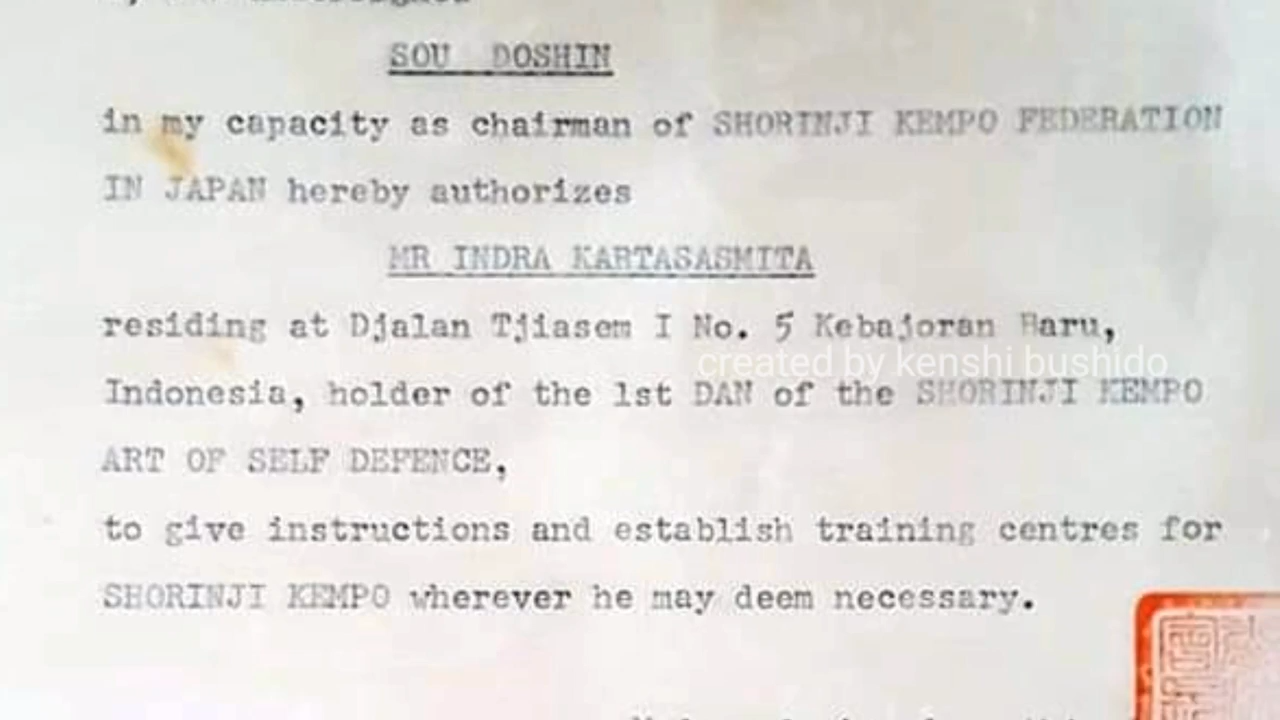 SOU DOSHIN
in my capacity as chairman of SHORINJI KEMPO FEDERATION
IN JAPAN hereby authorizes
MR INDRA KARTASASMITA
residing at Djalan Tjiasem I No. 5 Kebajoran Baru,
created by kenshi bushido
Indonesia, holder of the 1st DAN of the SHORINJI KEMPO
ART OF SELF DEFENCE,
to give instructions and establish training centres for
SHORINJI KEMPO wherever he may deem necessary.